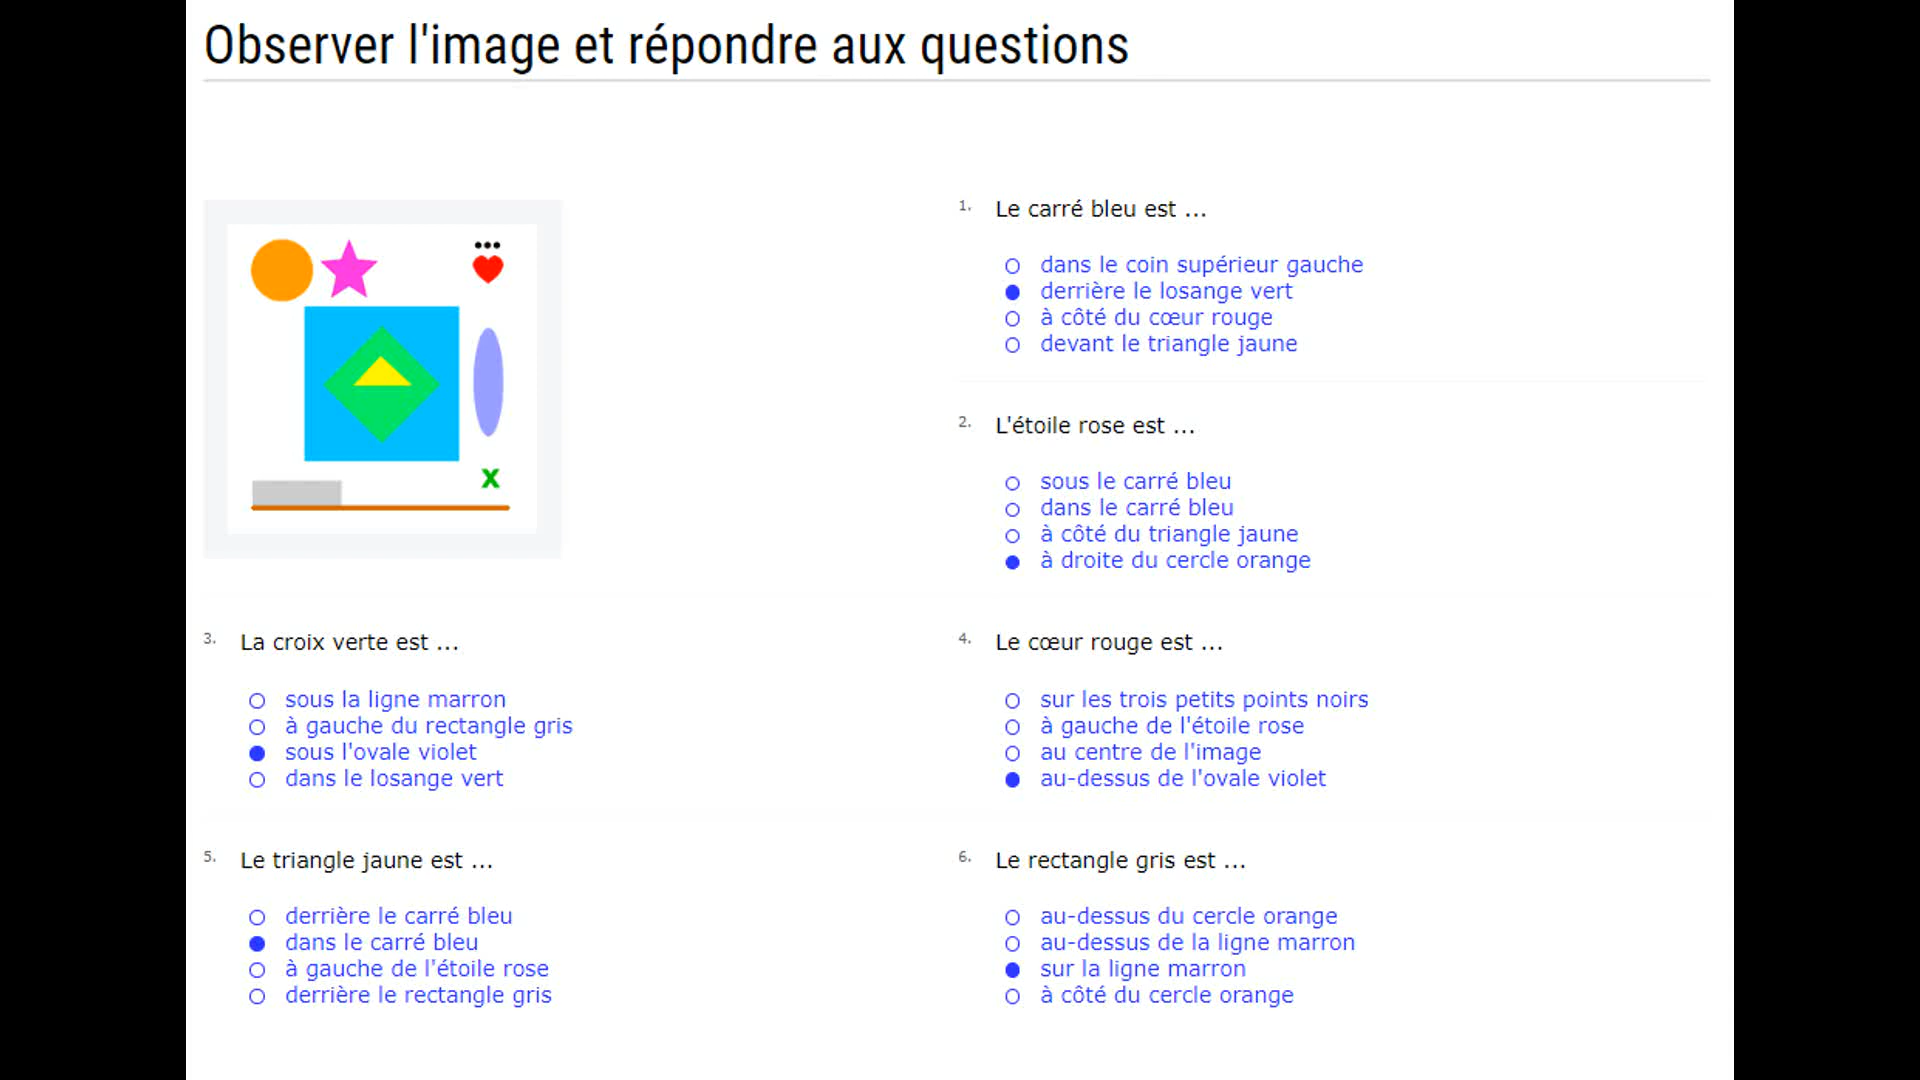 Observer l'image et répondre aux questions
1. Le carré bleu est ...
dans le coin supérieur gauche
derrière le losange vert
à côté du cœur rouge
devant le triangle jaune
2. L'étoile rose est ...
sous le carré bleu
dans le carré bleu
à côté du triangle jaune
à droite du cercle orange
3. La croix verte est ...
sous la ligne marron
à gauche du rectangle gris
sous l'ovale violet
dans le losange vert
4. Le cœur rouge est ...
sur les trois petits points noirs
à gauche de l'étoile rose
au centre de l'image
au-dessus de l'ovale violet
5. Le triangle jaune est ...
derrière le carré bleu
dans le carré bleu
à gauche de l'étoile rose
derrière le rectangle gris
6. Le rectangle gris est ...
au-dessus du cercle orange
au-dessus de la ligne marron
sur la ligne marron
à côté du cercle orange